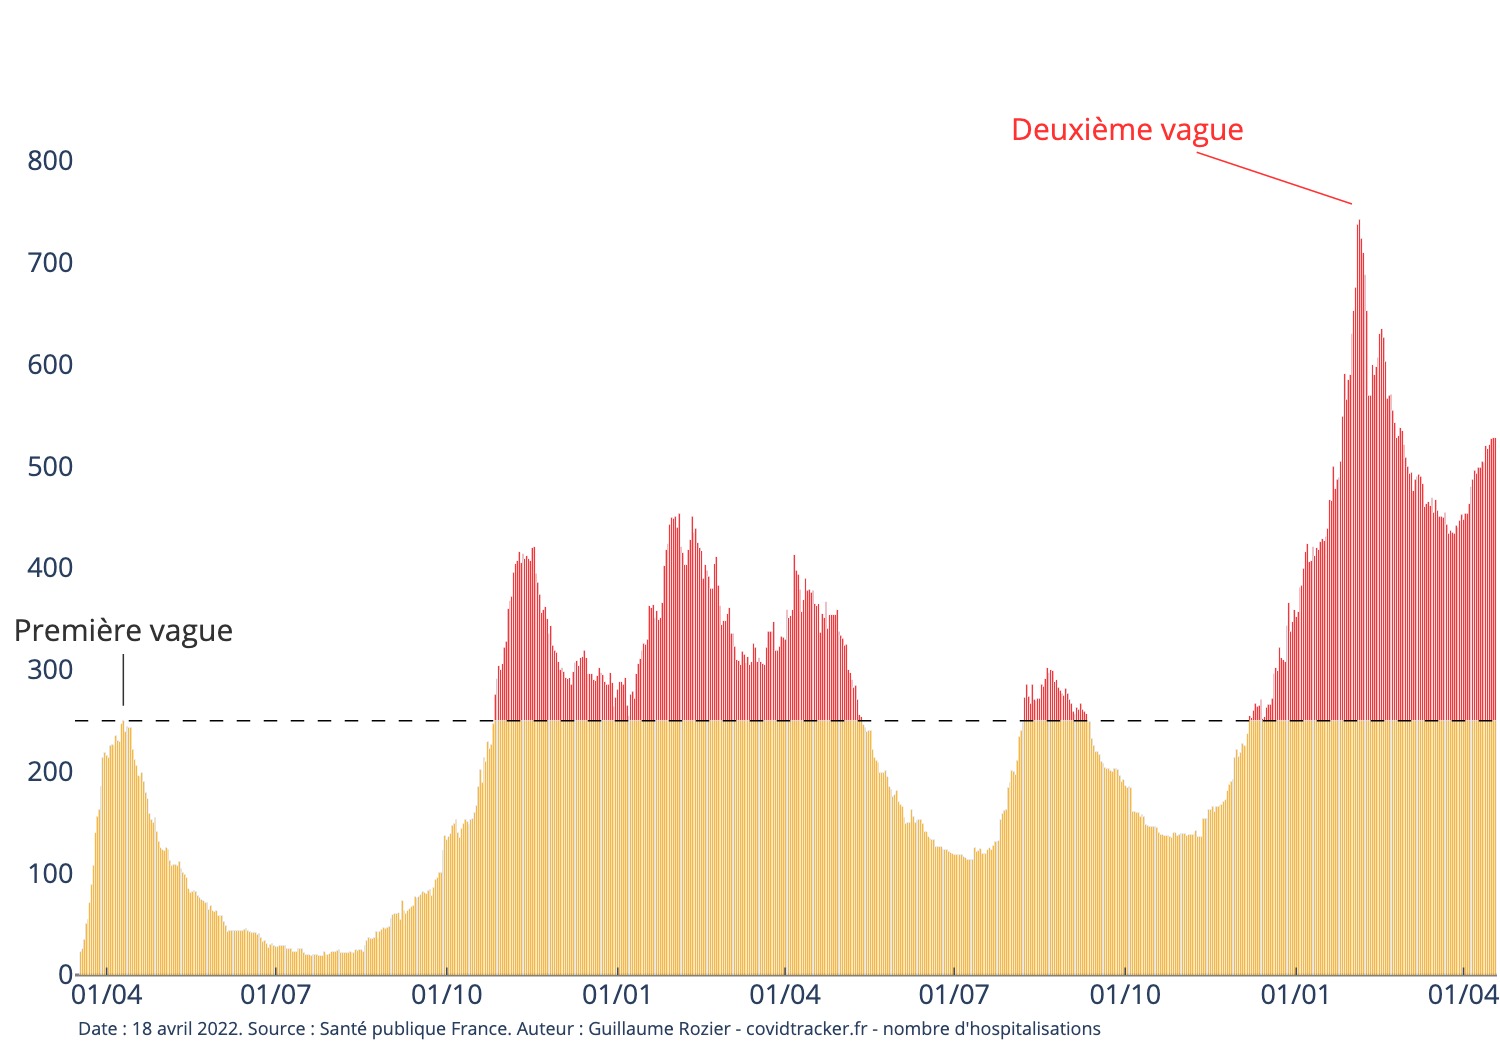 Deuxième vague
800
700
600
500
400
Première vague
300
200
100
0
01/04 01/07 01/10 01/01 01/04 01/07 01/10 01/01 01/04
Date : 18 avril 2022. Source : Santé publique France. Auteur : Guillaume Rozier - covidtracker.fr - nombre d'hospitalisations